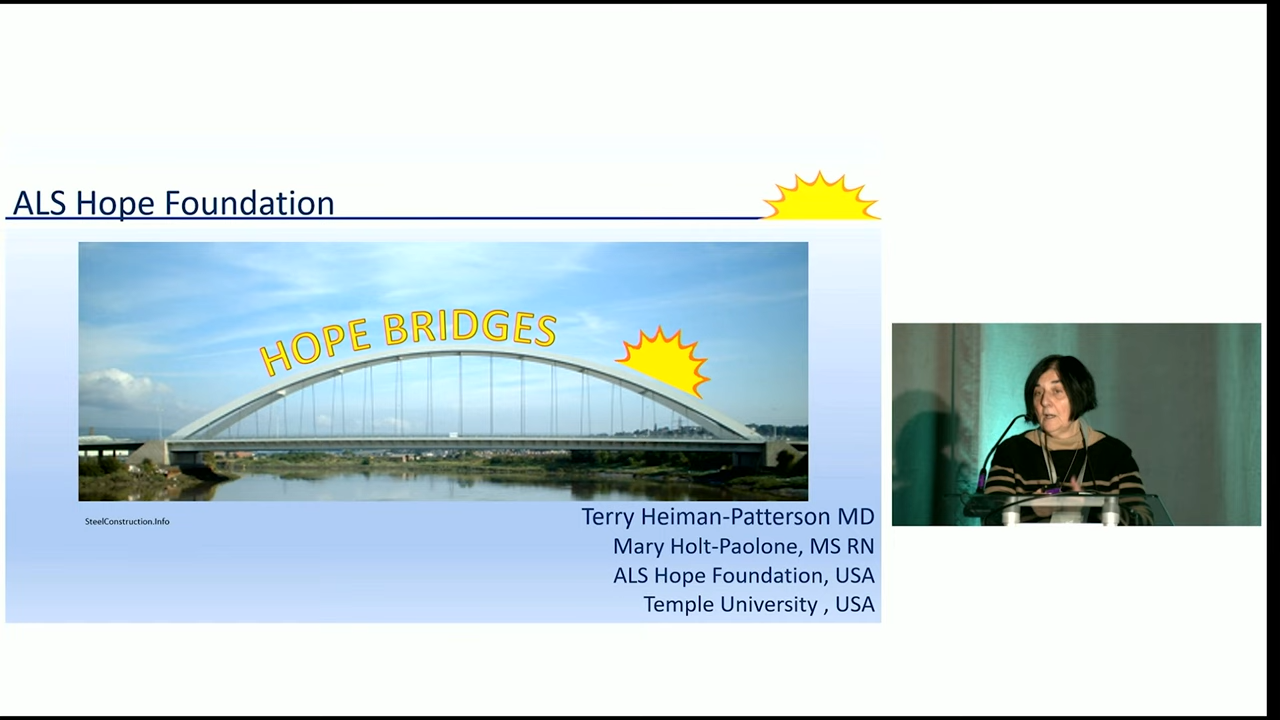 ALS Hope Foundation
HOPE BRIDGES
SteelConstruction.Info
Terry Heiman-Patterson MD
Mary Holt-Paolone, MS RN
ALS Hope Foundation, USA
Temple University , USA